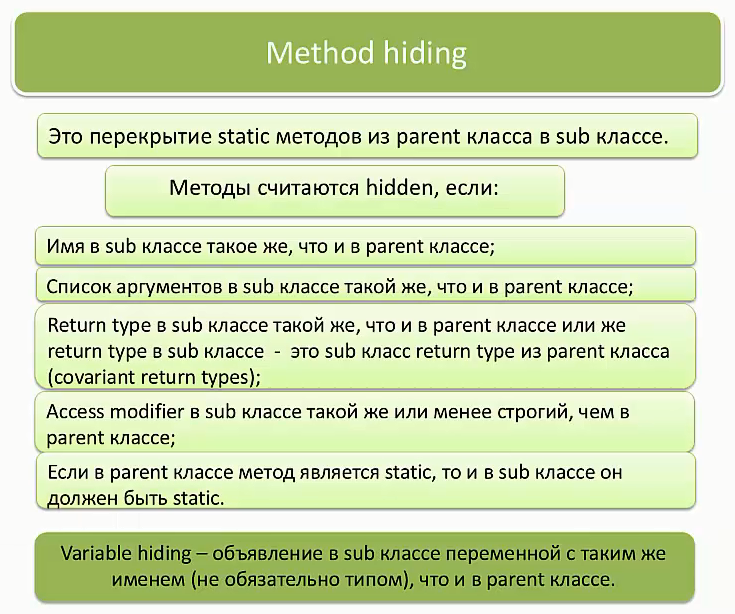 Method hiding
Это перекрытие static методов из parent класса в sub классе.
Методы считаются hidden, если:
Имя в sub классе такое же, что и в parent классе;
Список аргументов в sub классе такой же, что и в parent классе;
Return type в sub классе такой же, что и в parent классе или же
return type в sub классе - это sub класс return type из parent класса
(covariant return types);
Access modifier в sub классе такой же или менее строгий, чем в
parent классе;
Если в parent классе метод является static, то и в sub классе он
должен быть static.
Variable hiding – объявление в sub классе переменной с таким же
именем (не обязательно типом), что и в parent классе.